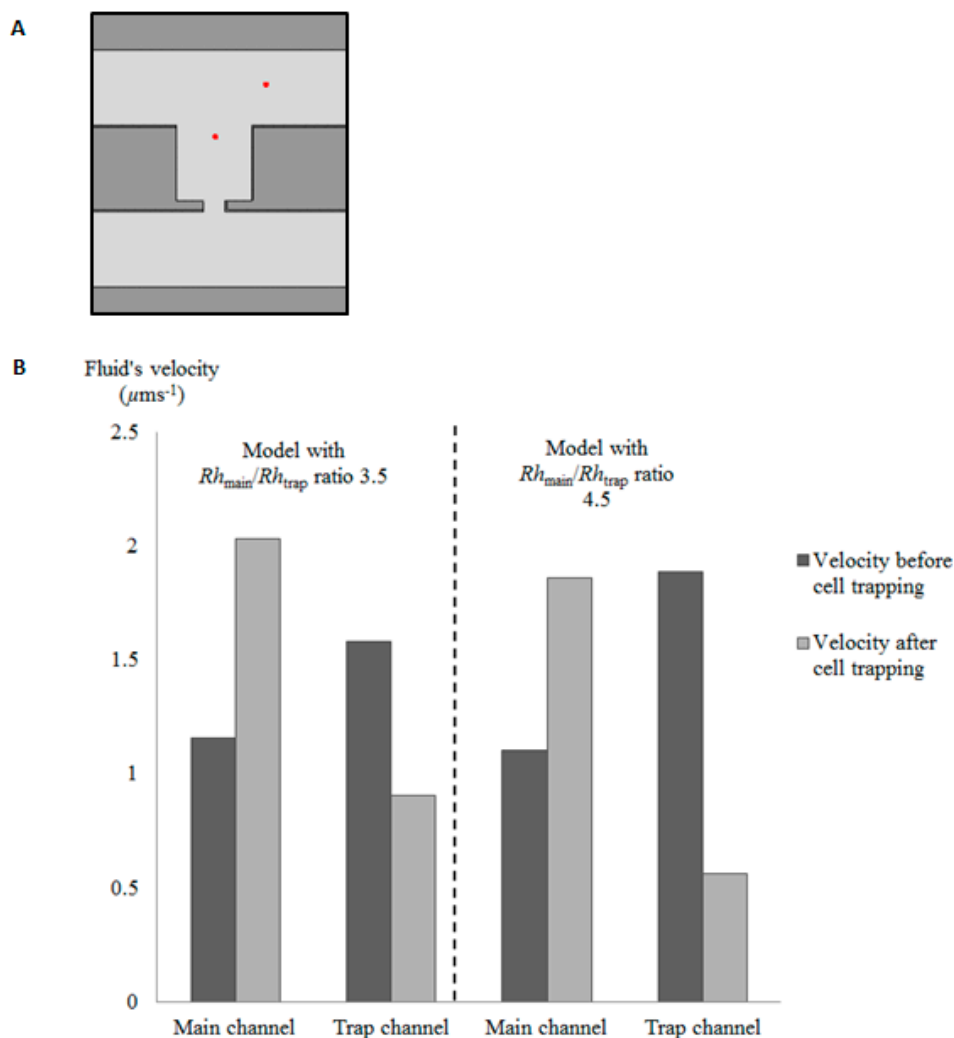 A
B
Fluid's velocity
(μms⁻¹)
2.5
2
1.5
1
0.5
0
Model with
Rhmain/Rhtrap ratio 3.5
Model with
Rhmain/Rhtrap ratio
4.5
Velocity before
cell trapping
Velocity after
cell trapping
Main channel
Trap channel
Main channel
Trap channel